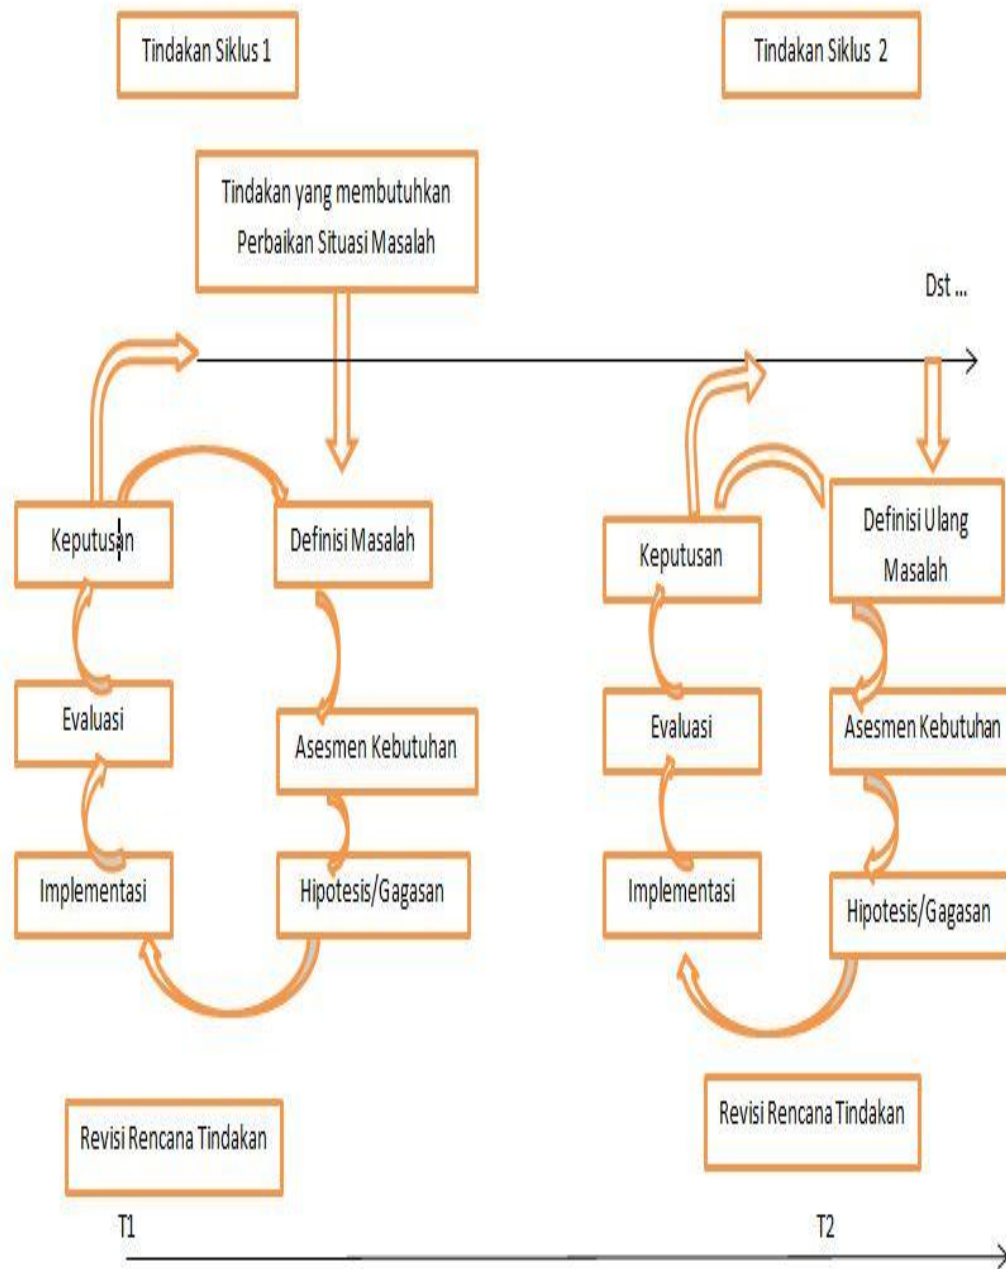 Tindakan Siklus 1
Tindakan Siklus 2
Tindakan yang membutuhkan
Perbaikan Situasi Masalah
Dst ...
Keputusan
Definisi Masalah
Evaluasi
Asesmen Kebutuhan
Implementasi
Hipotesis/Gagasan
Revisi Rencana Tindakan
T1
Keputusan
Definisi Ulang
Masalah
Evaluasi
Asesmen Kebutuhan
Implementasi
Hipotesis/Gagasan
Revisi Rencana Tindakan
T2